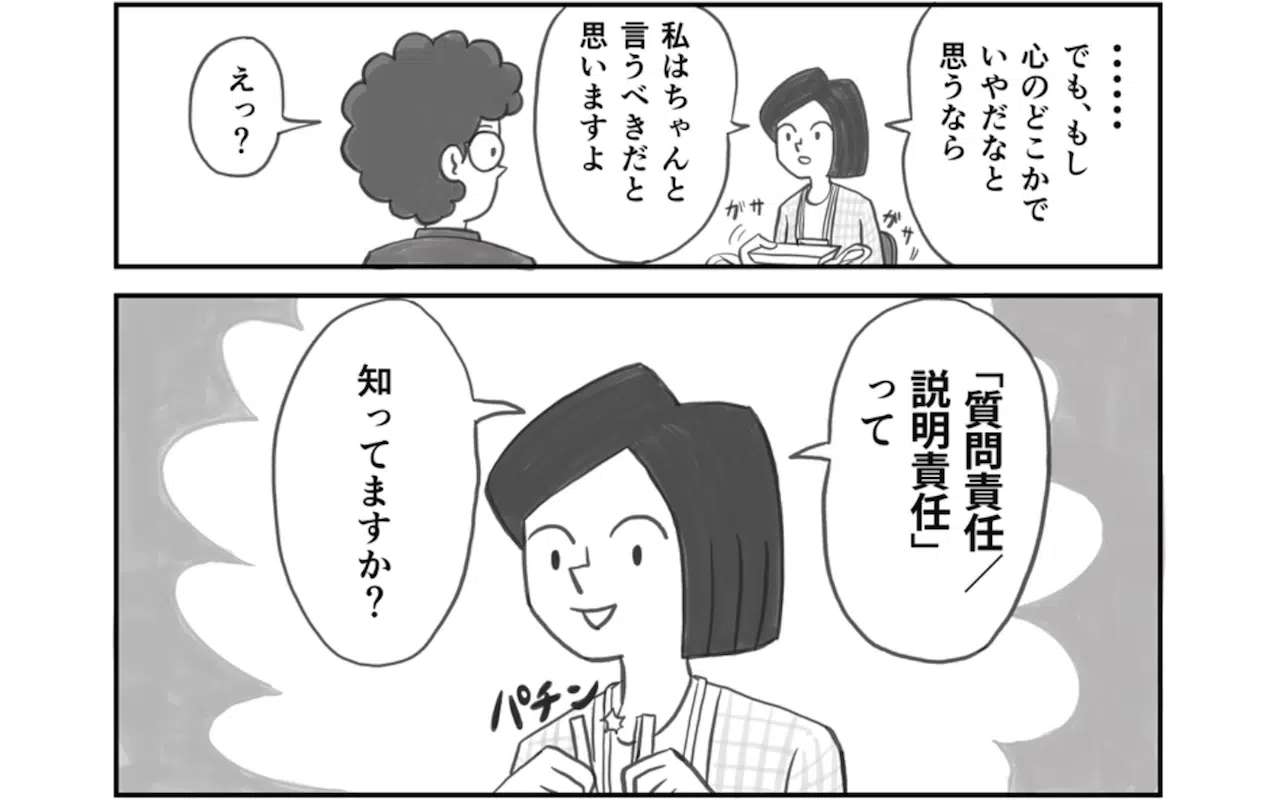 ・・・・・・
でも、もし
心のどこかで
いやだなと
思うなら
ガサ
ガサ
私はちゃんと
言うべきだと
思いますよ
えっ？
「質問責任／
説明責任」
って
知ってますか？
パチン